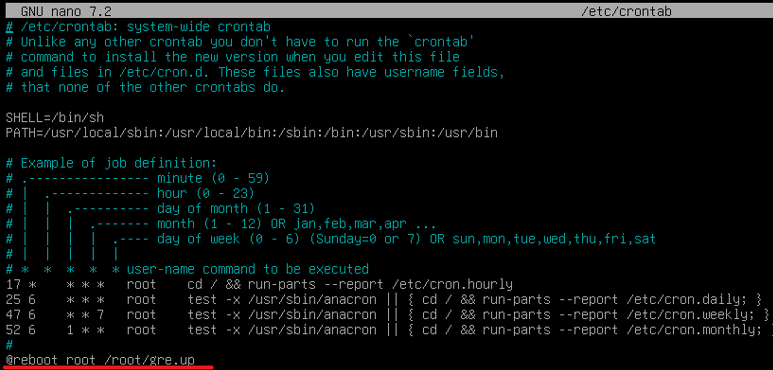 GNU nano 7.2 /etc/crontab
# /etc/crontab: system-wide crontab
# Unlike any other crontab you don't have to run the `crontab'
# command to install the new version when you edit this file
# and files in /etc/cron.d. These files also have username fields,
# that none of the other crontabs do.
SHELL=/bin/sh
PATH=/usr/local/sbin:/usr/local/bin:/sbin:/bin:/usr/sbin:/usr/bin
# Example of job definition:
# .---------------- minute (0 - 59)
# | .------------- hour (0 - 23)
# | | .---------- day of month (1 - 31)
# | | | .------- month (1 - 12) OR jan,feb,mar,apr ...
# | | | | .---- day of week (0 - 6) (Sunday=0 or 7) OR sun,mon,tue,wed,thu,fri,sat
# | | | | |
# * * * * * user-name command to be executed
17 * * * * root cd / && run-parts --report /etc/cron.hourly
25 6 * * * root test -x /usr/sbin/anacron || { cd / && run-parts --report /etc/cron.daily; }
47 6 * * 7 root test -x /usr/sbin/anacron || { cd / && run-parts --report /etc/cron.weekly; }
52 6 1 * * root test -x /usr/sbin/anacron || { cd / && run-parts --report /etc/cron.monthly; }
#
@reboot root /root/gre.up